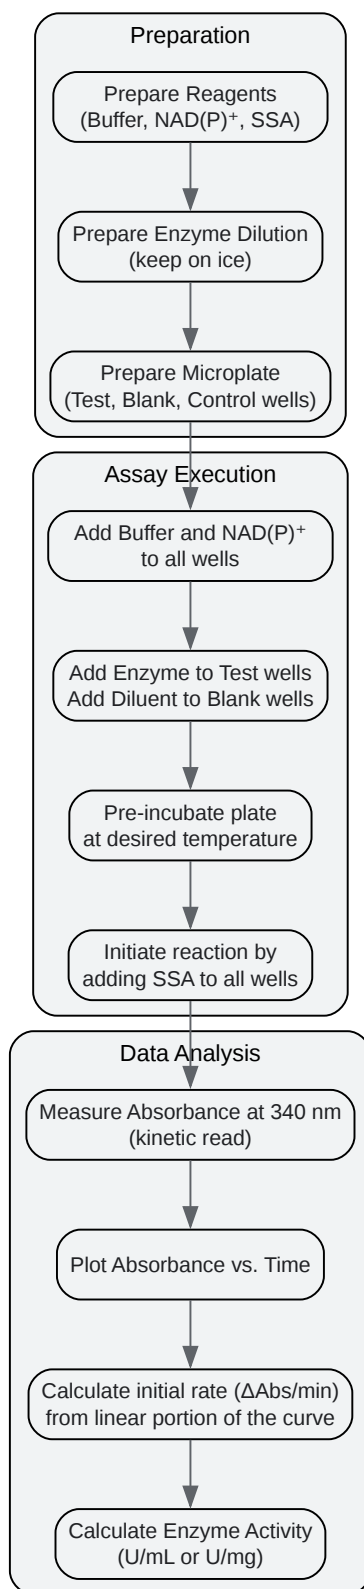 Preparation
Prepare Reagents
(Buffer, NAD(P)⁺, SSA)
Prepare Enzyme Dilution
(keep on ice)
Prepare Microplate
(Test, Blank, Control wells)
Assay Execution
Add Buffer and NAD(P)⁺
to all wells
Add Enzyme to Test wells
Add Diluent to Blank wells
Pre-incubate plate
at desired temperature
Initiate reaction by
adding SSA to all wells
Data Analysis
Measure Absorbance at 340 nm
(kinetic read)
Plot Absorbance vs. Time
Calculate initial rate (ΔAbs/min)
from linear portion of the curve
Calculate Enzyme Activity
(U/mL or U/mg)